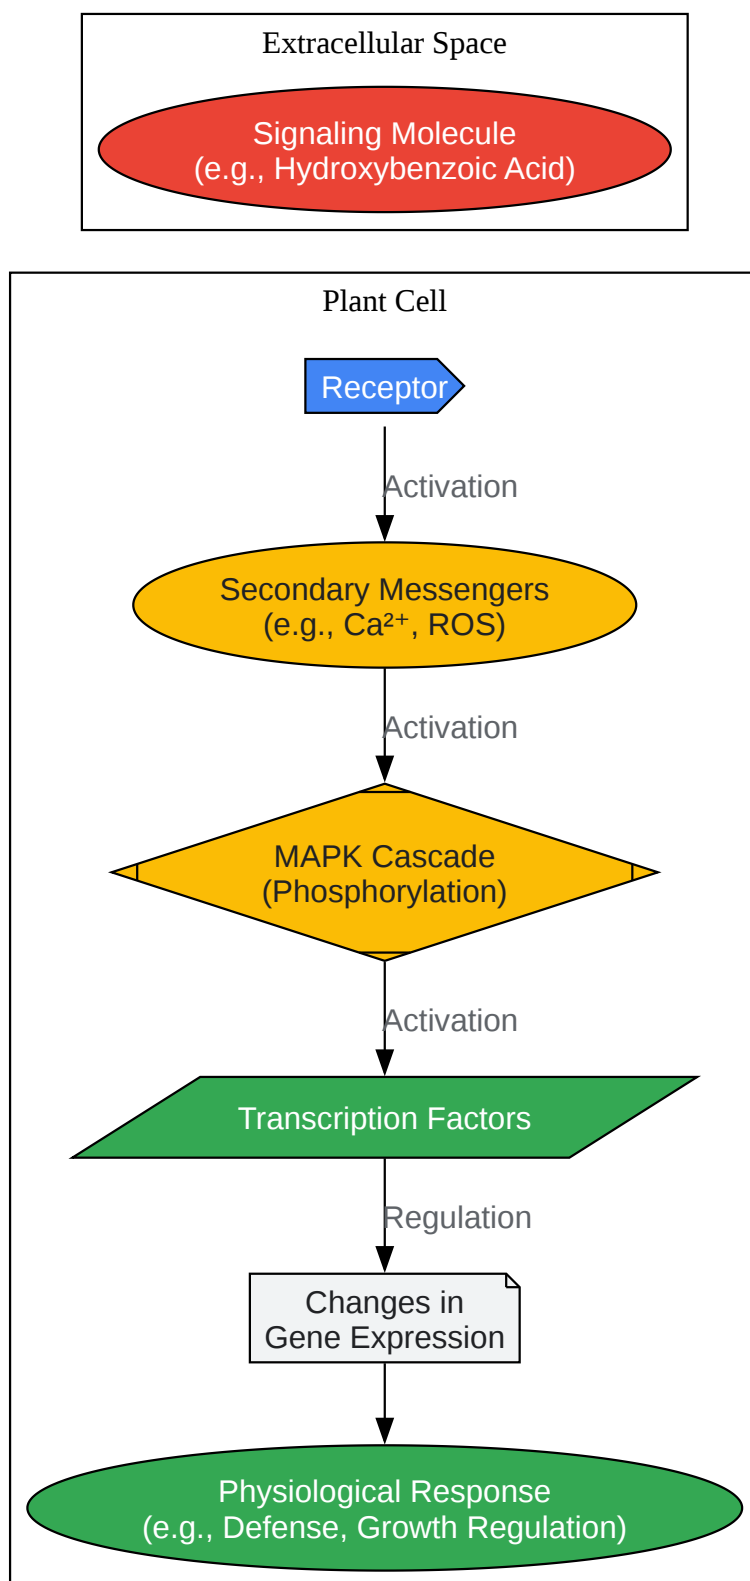 Extracellular Space
Signaling Molecule
(e.g., Hydroxybenzoic Acid)
Plant Cell
Receptor
Activation
Secondary Messengers
(e.g., Ca²⁺, ROS)
Activation
MAPK Cascade
(Phosphorylation)
Activation
Transcription Factors
Regulation
Changes in
Gene Expression
Physiological Response
(e.g., Defense, Growth Regulation)